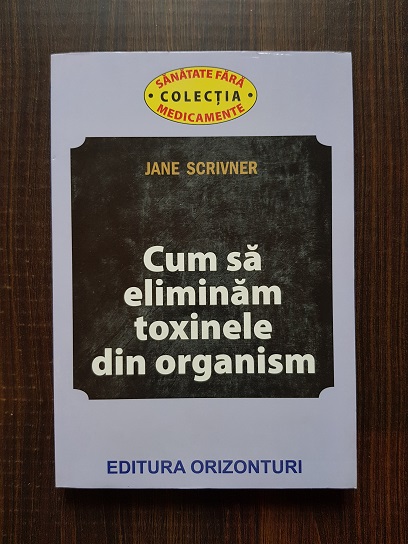 SĂNĂTATE FĂRĂ
• COLECȚIA •
MEDICAMENTE
JANE SCRIVNER
Cum să
eliminăm
toxinele
din organism
EDITURA ORIZONTURI